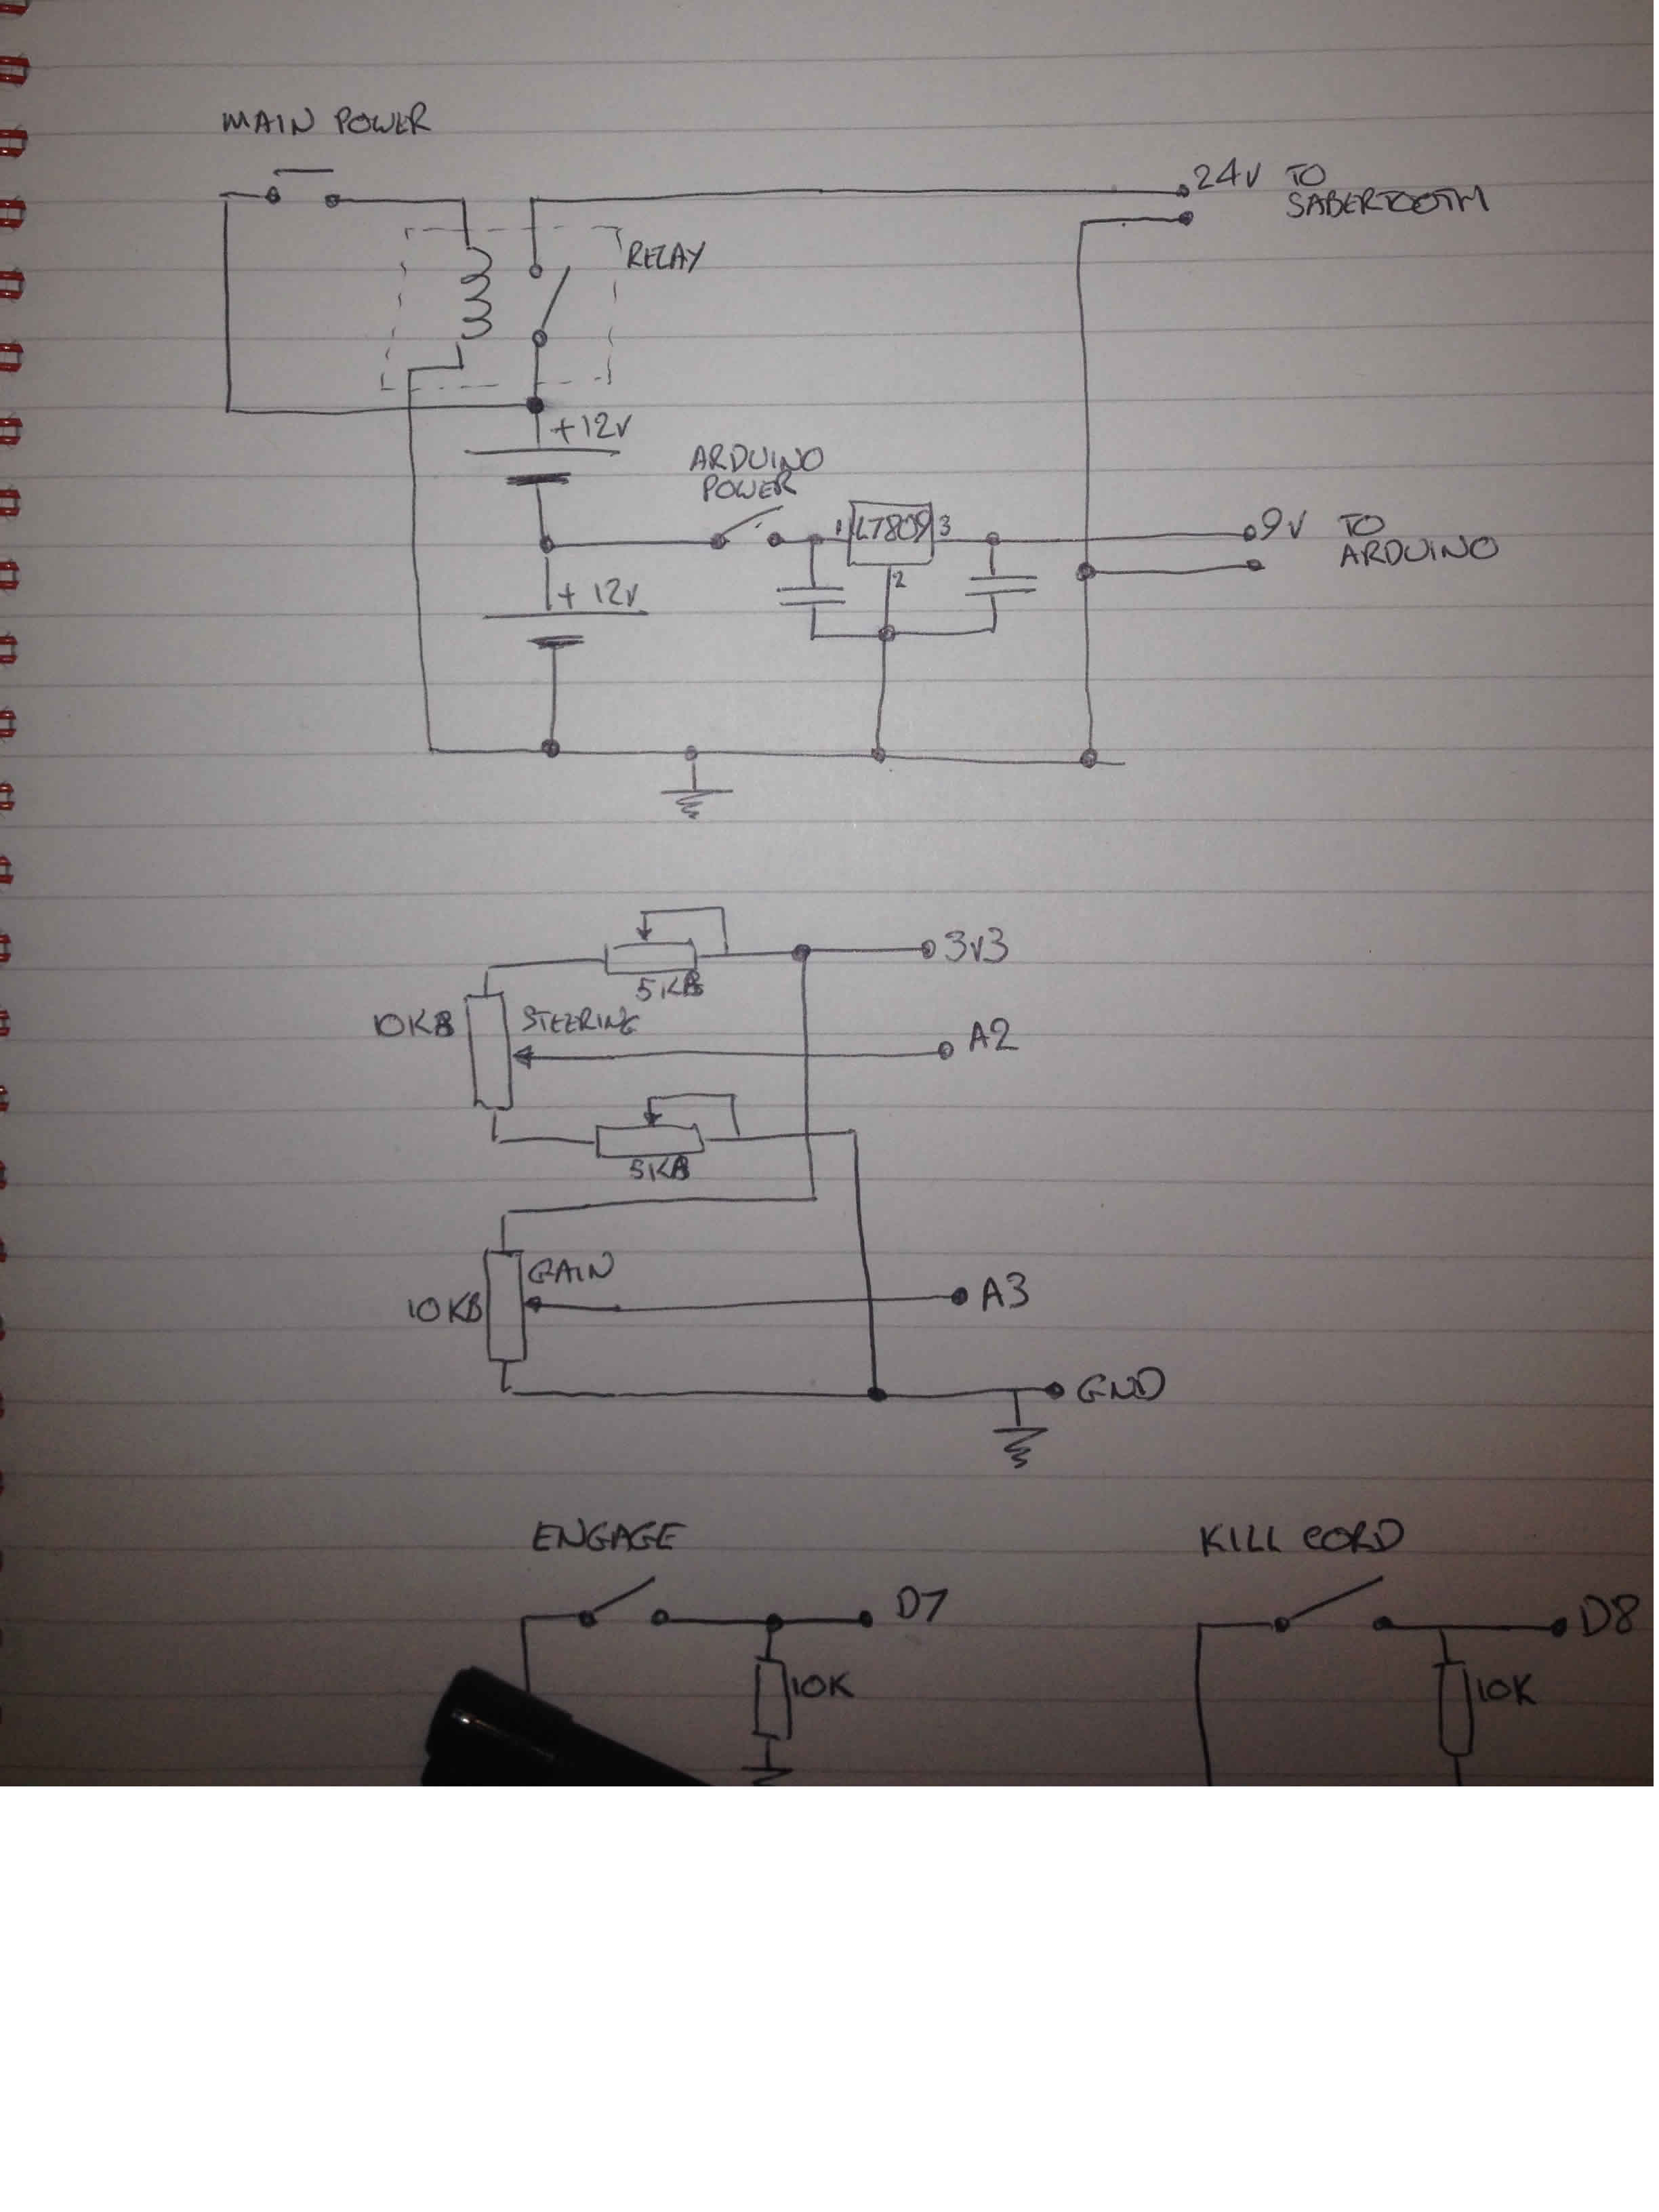 MAIN POWER
24V TO
SABERTOOTH
RELAY
+12V
ARDUINO
POWER
1 LT809 3
2
9V TO
ARDUINO
+ 12V
5KB
3v3
10KB STEERING
A2
5KB
GAIN
10KB
A3
GND
ENGAGE
KILL CORD
D7
D8
10K
10K